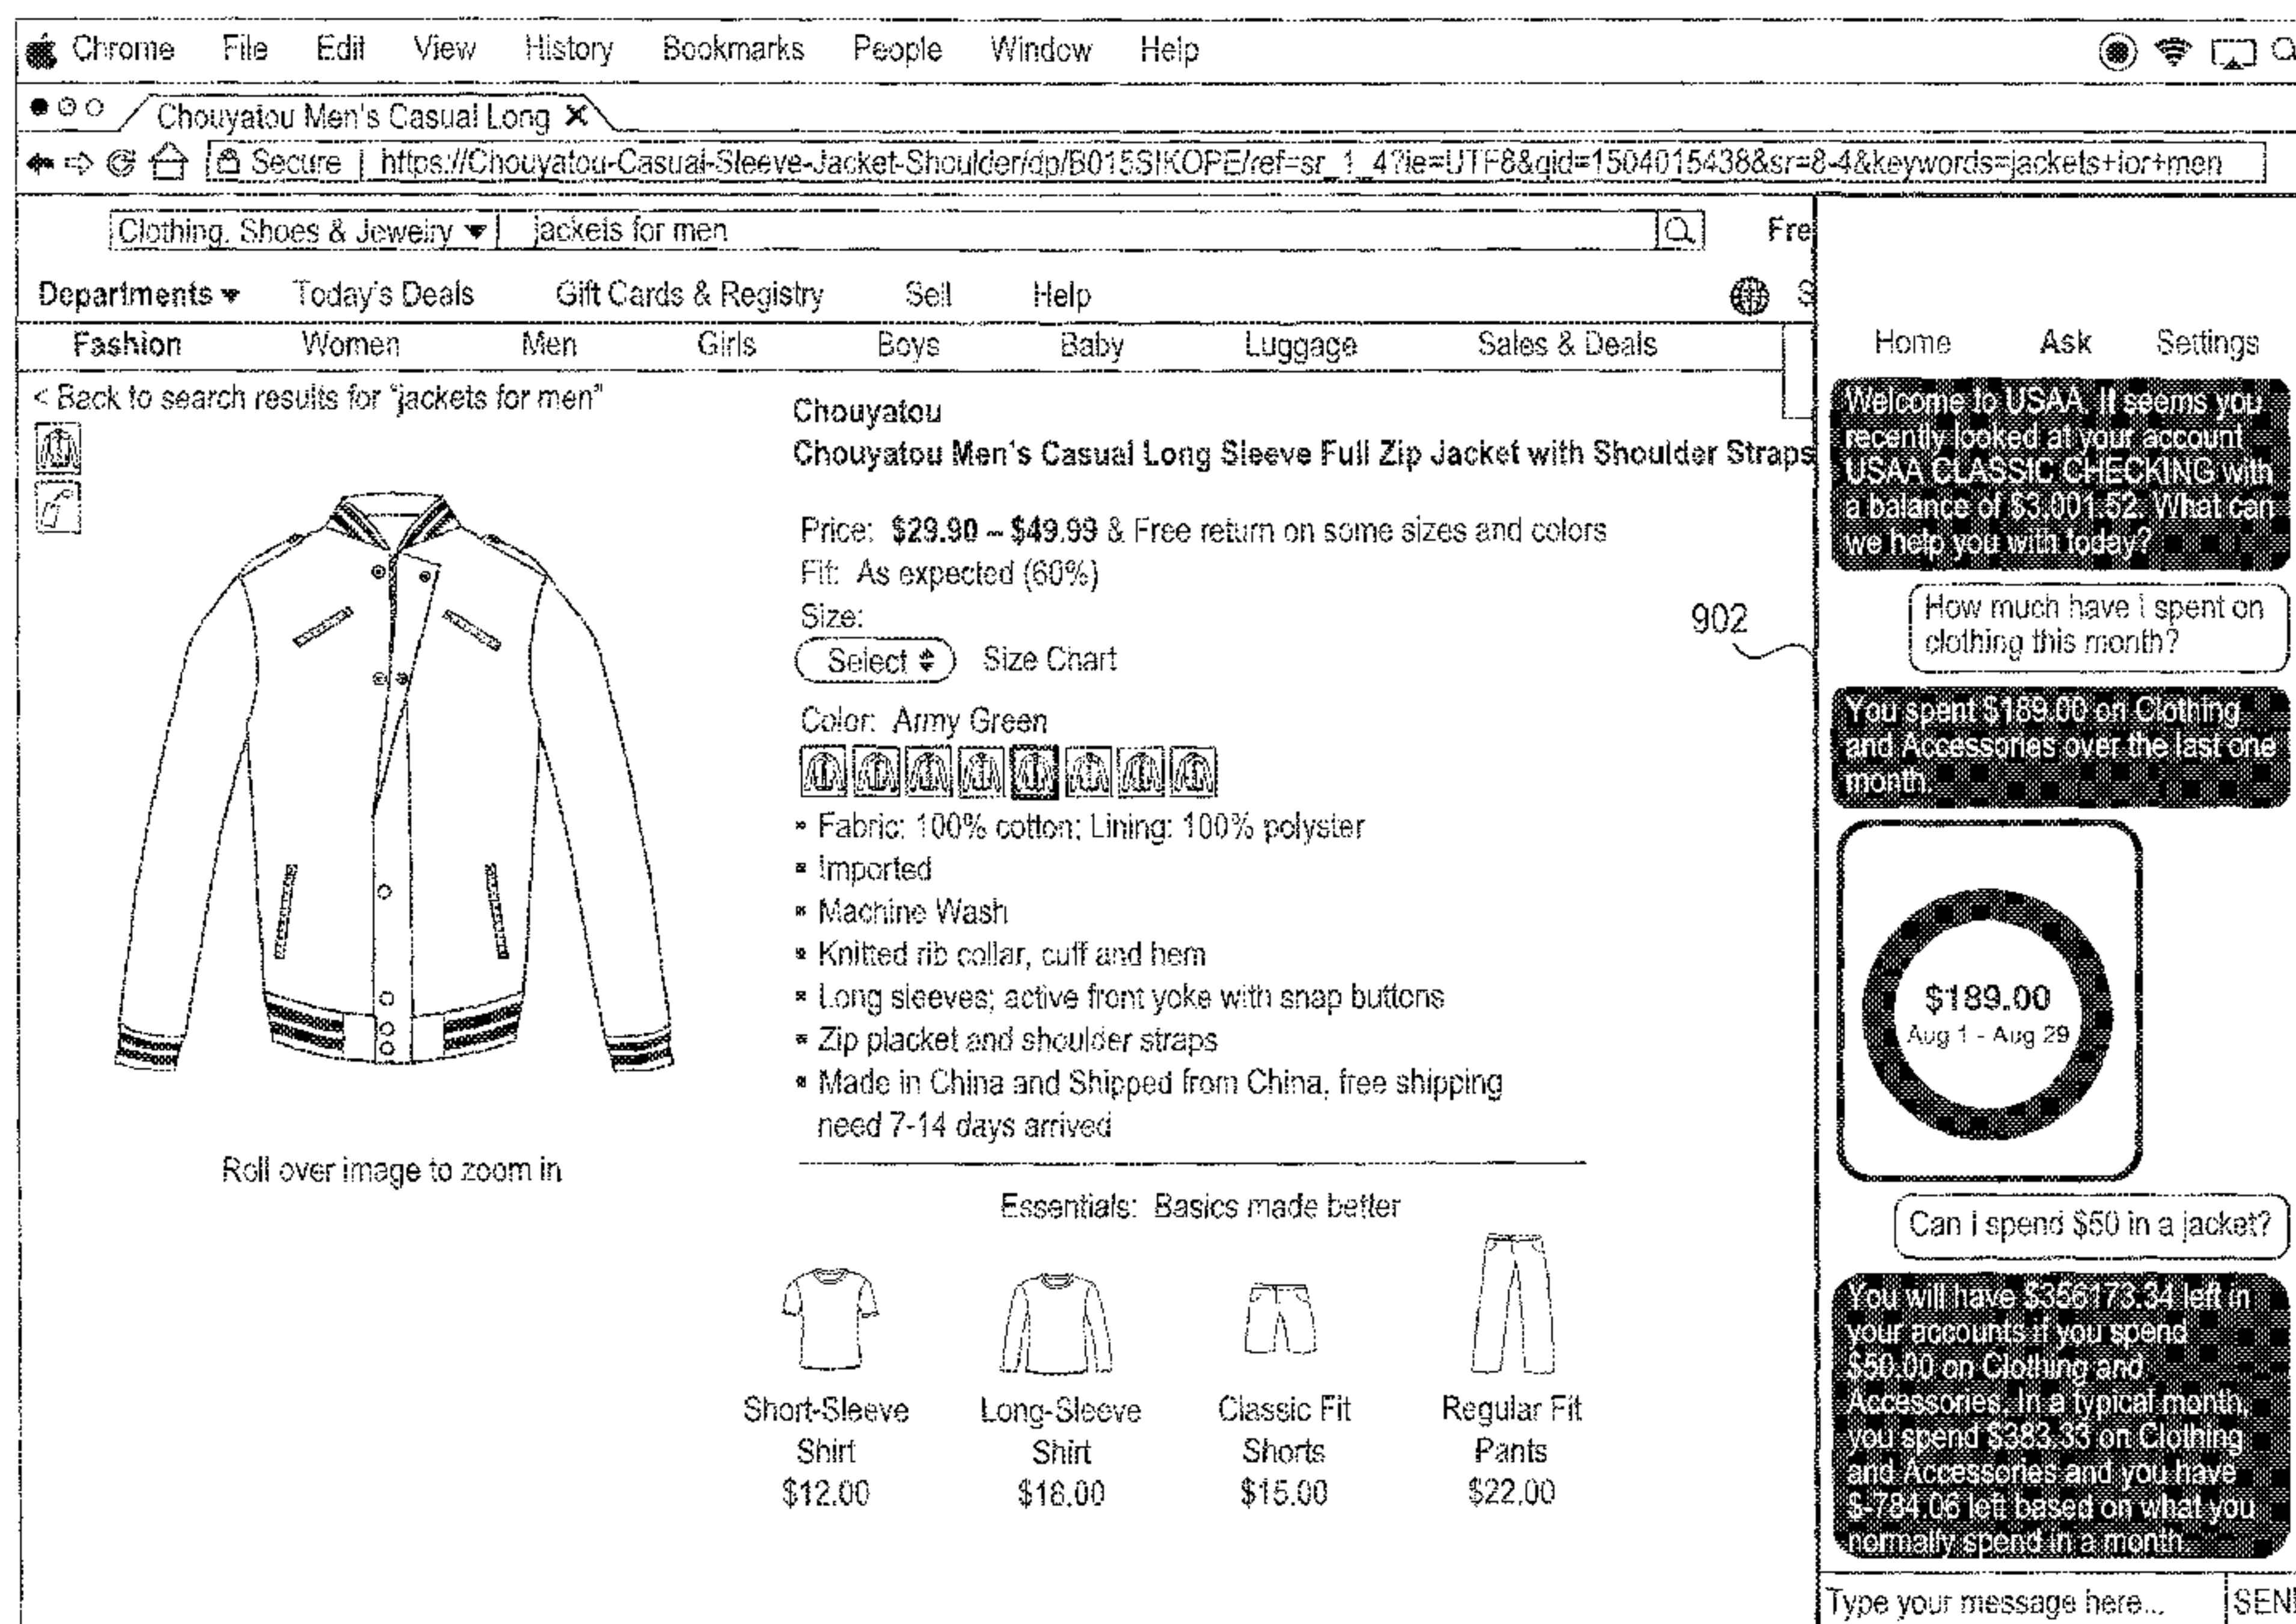 Chrome File Edit View History Bookmarks People Window Help
Chouyatou Men's Casual Long
Secure | https://Chouyatou-Casual-Sleeve-Jacket-Shoulder/dp/B015SIKOPE/ref=sr_1_4?ie=UTF8&qid=1504015438&sr=8-4&keywords=jackets+for+men
Clothing, Shoes & Jewelry jackets for men Fre
Departments Today's Deals Gift Cards & Registry Sell Help S
Fashion Women Men Girls Boys Baby Luggage Sales & Deals
< Back to search results for "jackets for men"
Roll over image to zoom in
Chouyatou
Chouyatou Men's Casual Long Sleeve Full Zip Jacket with Shoulder Straps
Price: $29.90 – $49.99 & Free return on some sizes and colors
Fit: As expected (60%)
Size:
Select Size Chart
Color: Army Green
Fabric: 100% cotton; Lining: 100% polyster
Imported
Machine Wash
Knitted rib collar, cuff and hem
Long sleeves; active front yoke with snap buttons
Zip placket and shoulder straps
Made in China and Shipped from China, free shipping
need 7-14 days arrived
Essentials: Basics made better
Short-Sleeve
Shirt
$12.00
Long-Sleeve
Shirt
$16.00
Classic Fit
Shorts
$15.00
Regular Fit
Pants
$22.00
902
Home Ask Settings
Welcome to USAA. It seems you
recently looked at your account
USAA CLASSIC CHECKING with
a balance of $3,001.52. What can
we help you with today?
How much have I spent on
clothing this month?
You spent $189.00 on Clothing
and Accessories over the last one
month.
$189.00
Aug 1 - Aug 29
Can i spend $50 in a jacket?
You will have $356173.34 left in
your accounts if you spend
$50.00 on Clothing and
Accessories. In a typical month,
you spend $383.33 on Clothing
and Accessories and you have
$-784.06 left based on what you
normally spend in a month.
Type your message here... SEN